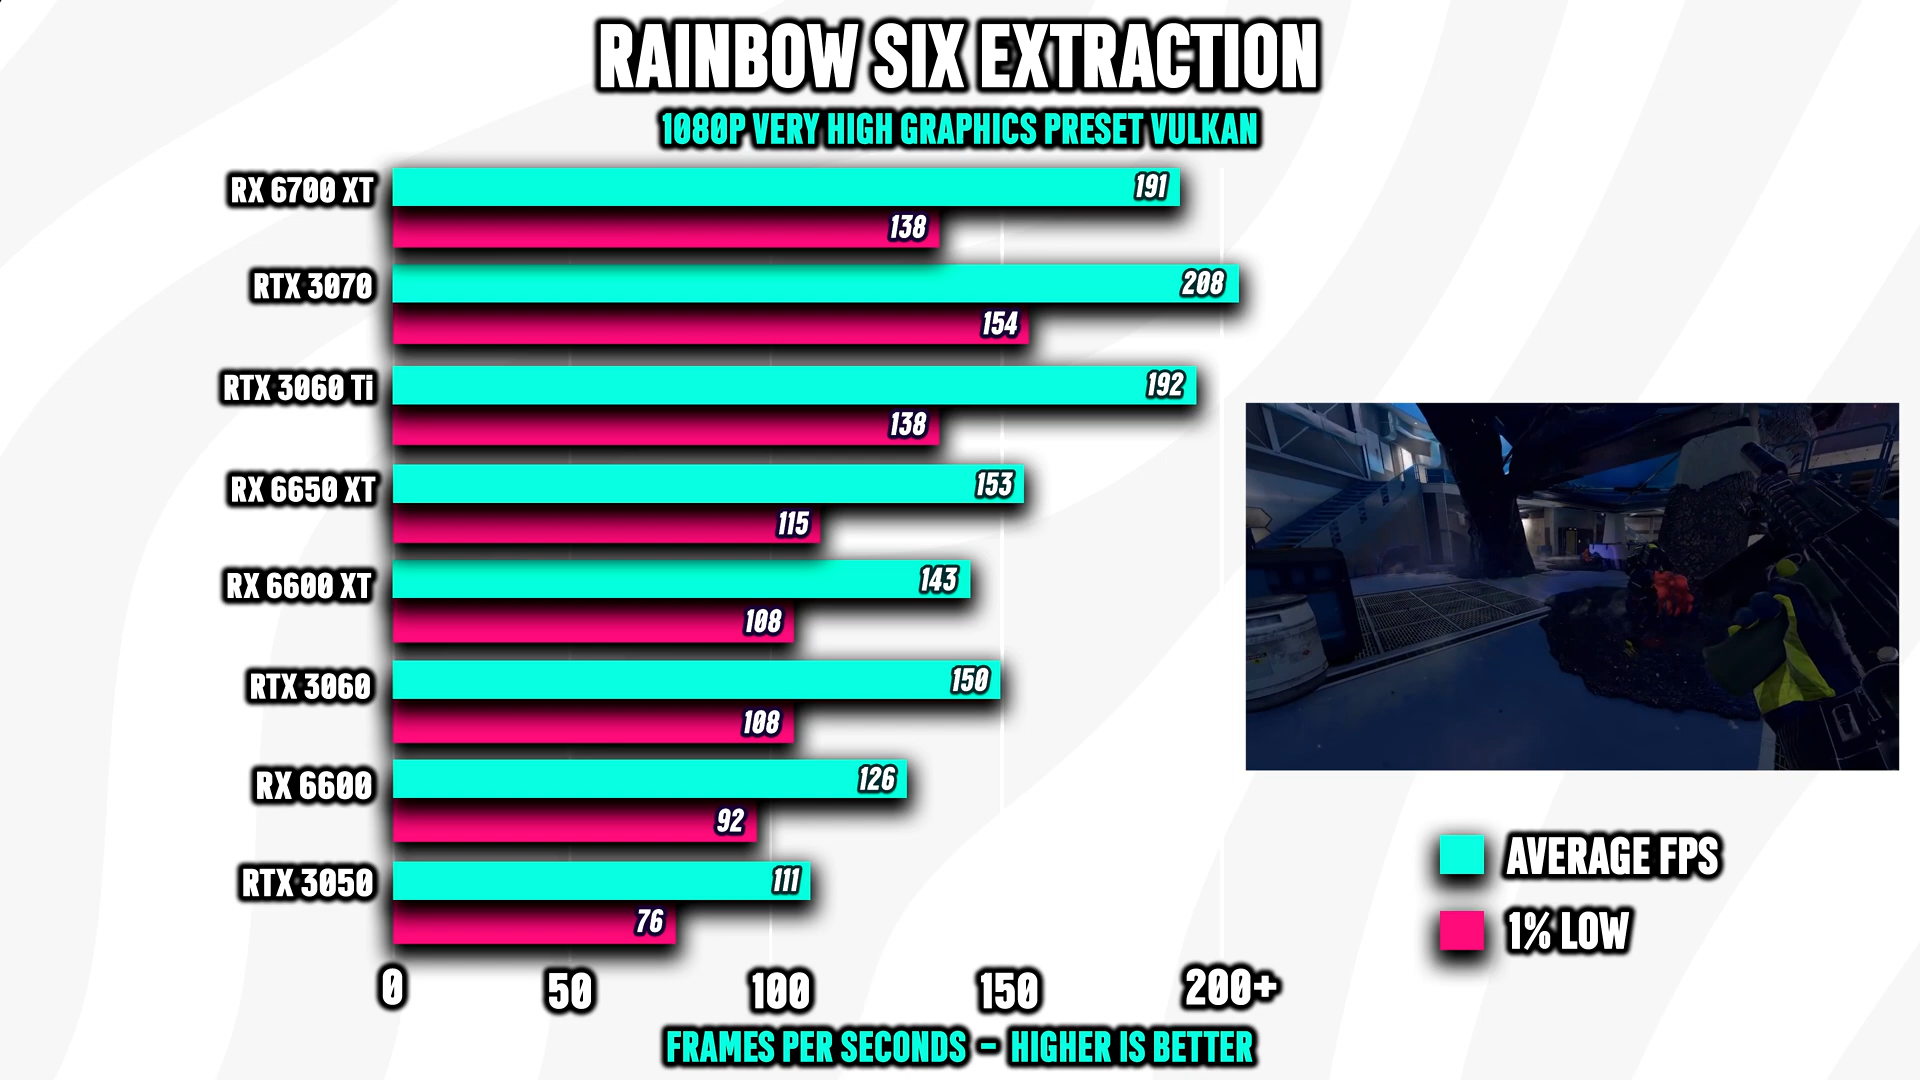 RAINBOW SIX EXTRACTION
1080P VERY HIGH GRAPHICS PRESET VULKAN
RX 6700 XT
191
138
RTX 3070
208
154
RTX 3060 Ti
192
138
RX 6650 XT
153
115
RX 6600 XT
143
108
RTX 3060
150
108
RX 6600
126
92
RTX 3050
111
76
0 50 100 150 200+
FRAMES PER SECONDS - HIGHER IS BETTER
AVERAGE FPS
1% LOW